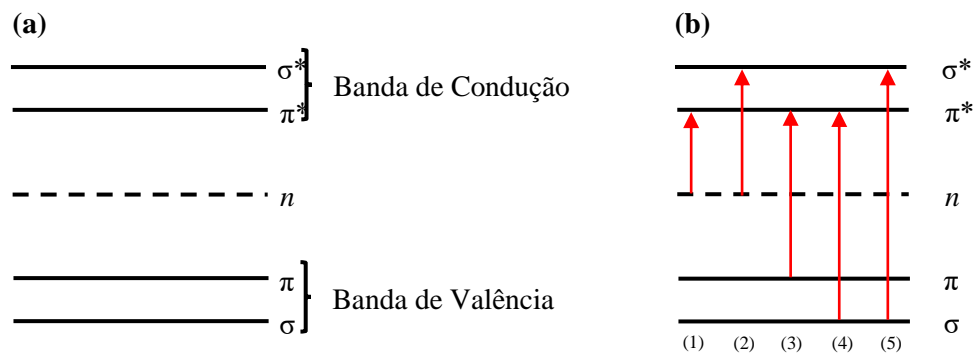 (a)
σ*
π*
Banda de Condução
n
π
σ
Banda de Valência
(b)
σ*
π*
n
π
σ
(1) (2) (3) (4) (5)